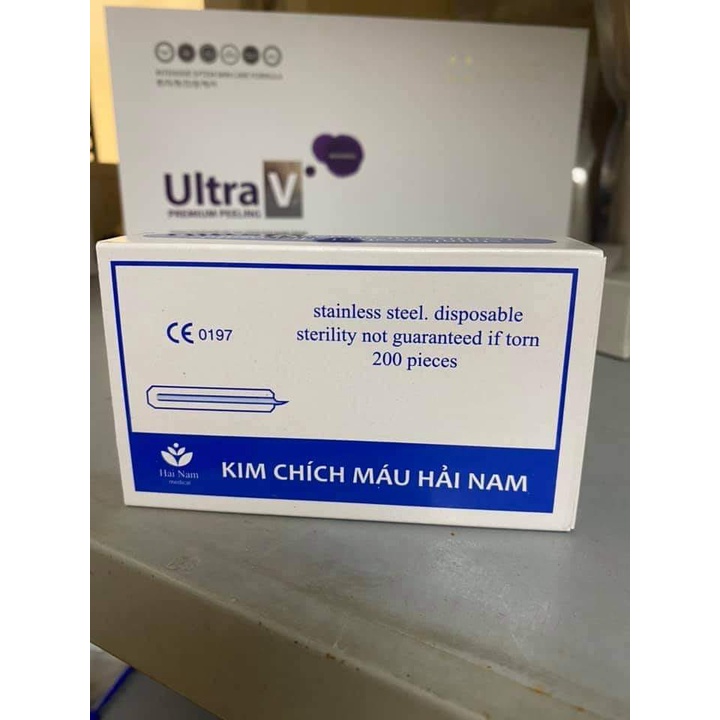 Ultra V
PREMIUM PEELING
stainless steel. disposable
sterility not guaranteed if torn
200 pieces
CE 0197
Hai Nam
medical
KIM CHÍCH MÁU HẢI NAM